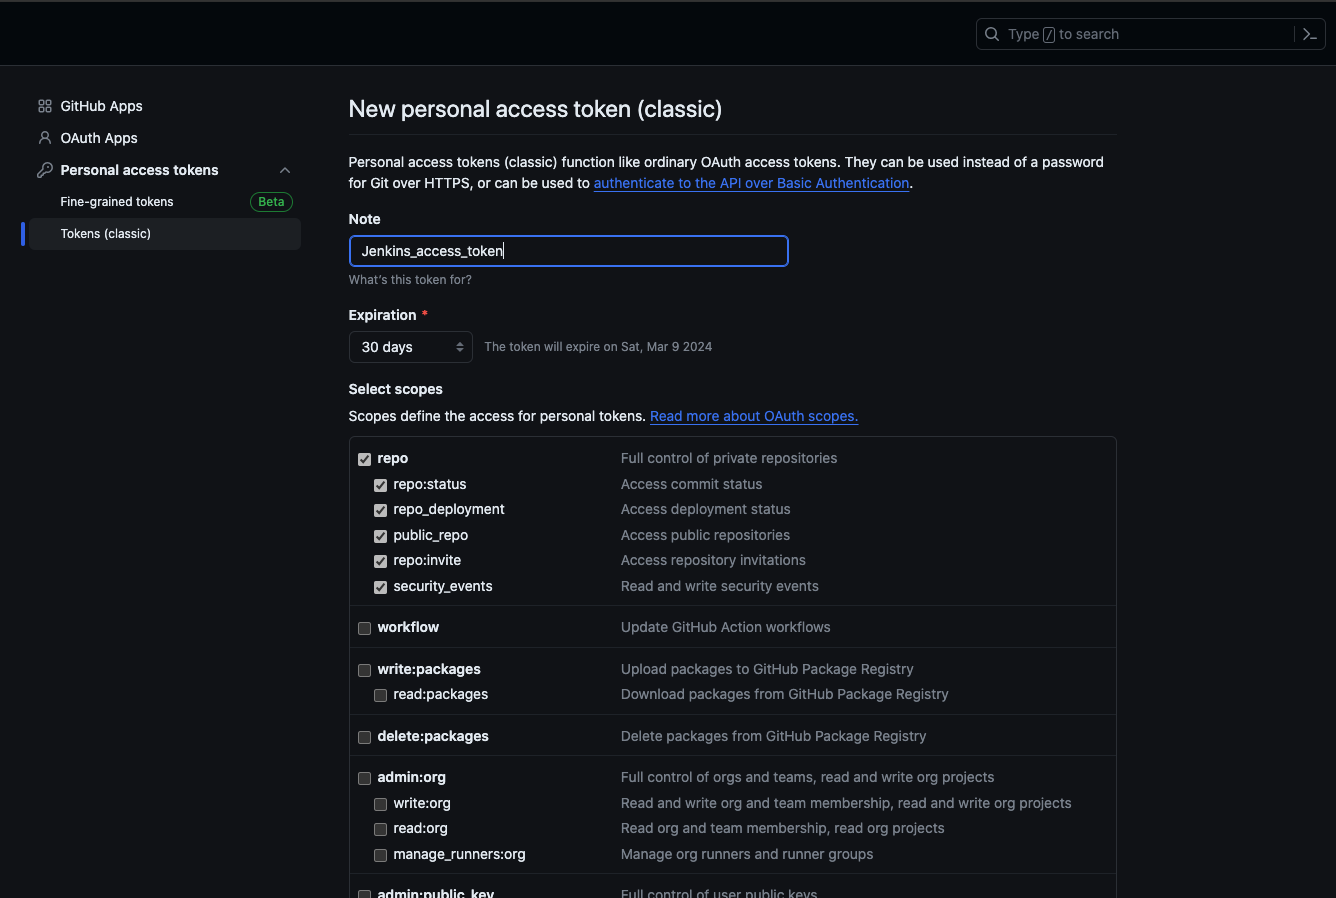 Type / to search
GitHub Apps
OAuth Apps
Personal access tokens
Fine-grained tokens Beta
Tokens (classic)
New personal access token (classic)
Personal access tokens (classic) function like ordinary OAuth access tokens. They can be used instead of a password
for Git over HTTPS, or can be used to authenticate to the API over Basic Authentication.
Note
Jenkins_access_token
What's this token for?
Expiration *
30 days The token will expire on Sat, Mar 9 2024
Select scopes
Scopes define the access for personal tokens. Read more about OAuth scopes.
repo Full control of private repositories
repo:status Access commit status
repo_deployment Access deployment status
public_repo Access public repositories
repo:invite Access repository invitations
security_events Read and write security events
workflow Update GitHub Action workflows
write:packages Upload packages to GitHub Package Registry
read:packages Download packages from GitHub Package Registry
delete:packages Delete packages from GitHub Package Registry
admin:org Full control of orgs and teams, read and write org projects
write:org Read and write org and team membership, read and write org projects
read:org Read org and team membership, read org projects
manage_runners:org Manage org runners and runner groups
admin:public_key Full control of user public keys